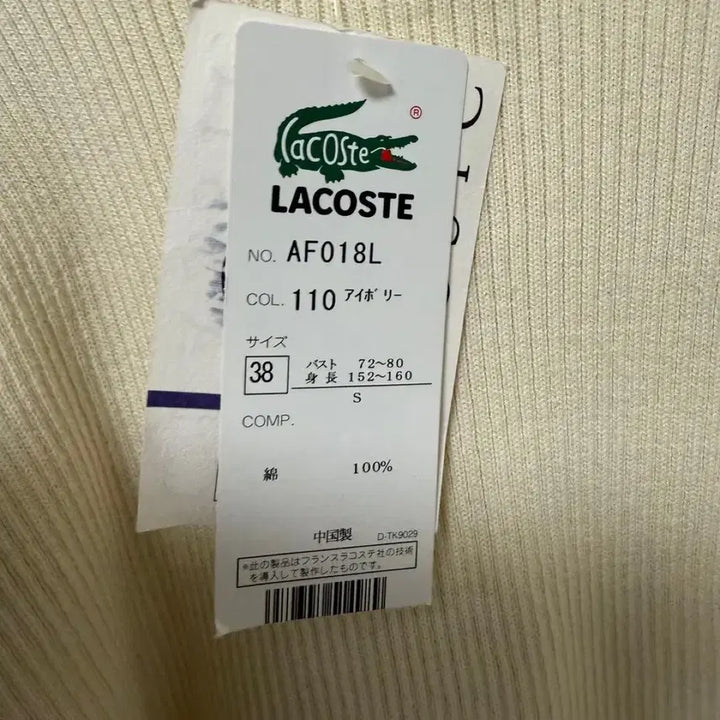 Lacoste
®
LACOSTE
NO. AF018L
COL. 110 アイボリー
サイズ
38
バスト 72~80
身長 152~160
S
COMP.
綿 100%
中国製 D-TK9029
*此の製品はフランスラコステ社の技術
を導入して製作したものです。